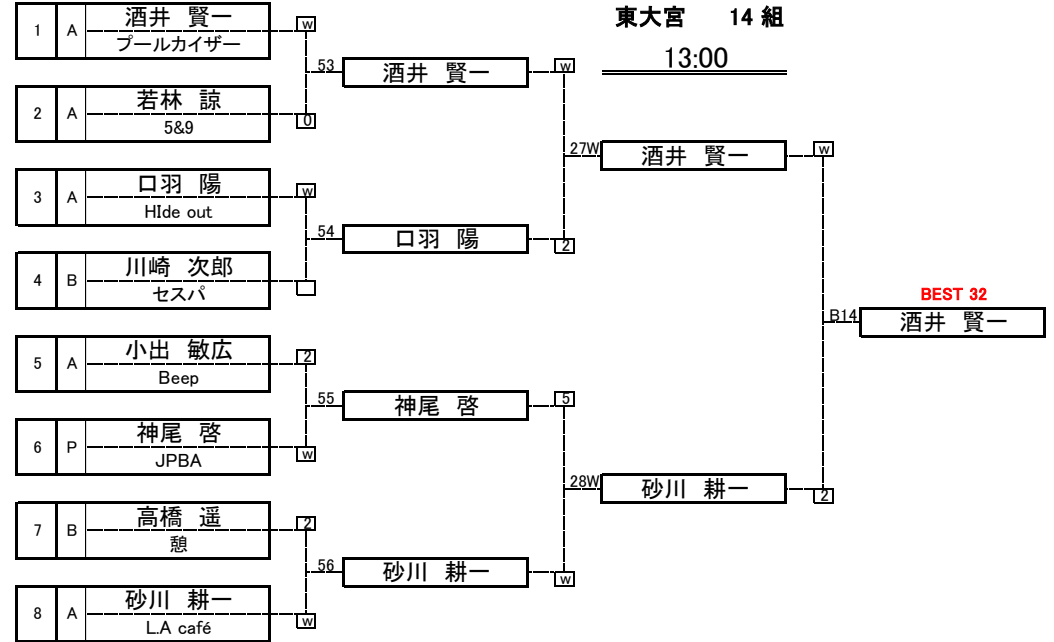 東大宮 14 組
13:00
1 A 酒井 賢一 w
プールカイザー
53 酒井 賢一 w
2 A 若林 諒 0
5&9
27W 酒井 賢一 w
3 A 口羽 陽 w
HIde out
54 口羽 陽 2
4 B 川崎 次郎
セスパ
BEST 32
B14 酒井 賢一
5 A 小出 敏広 2
Beep
55 神尾 啓 5
6 P 神尾 啓 w
JPBA
28W 砂川 耕一 2
7 B 高橋 遥 2
憩
56 砂川 耕一 w
8 A 砂川 耕一 w
L.A café